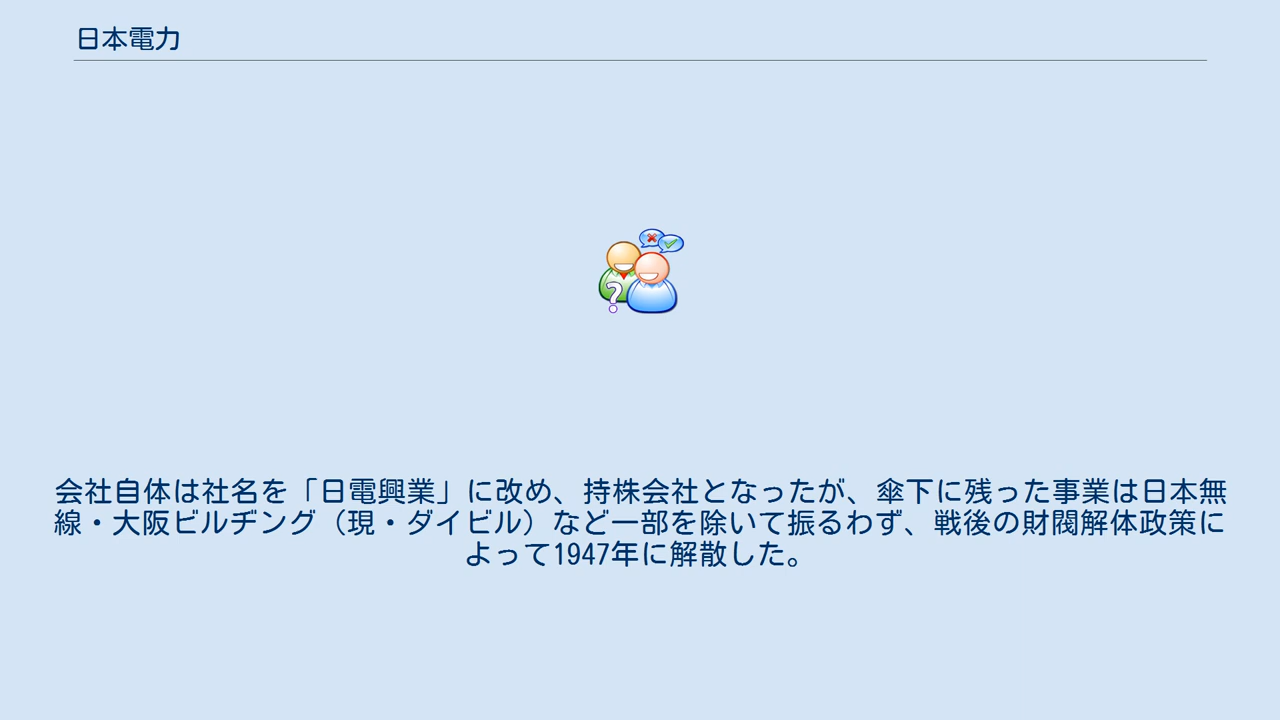 日本電力
会社自体は社名を「日電興業」に改め、持株会社となったが、傘下に残った事業は日本無
線・大阪ビルヂング（現・ダイビル）など一部を除いて振るわず、戦後の財閥解体政策に
よって1947年に解散した。